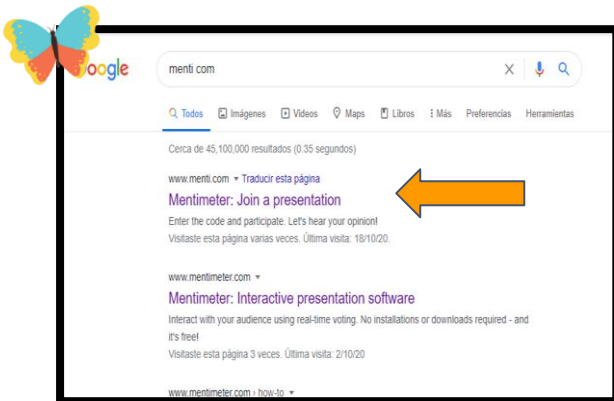 oogle
menti com
Todos Imágenes Videos Maps Libros Más Preferencias Herramientas
Cerca de 45,100,000 resultados (0.35 segundos)
www.menti.com Traducir esta página
Mentimeter: Join a presentation
Enter the code and participate. Let's hear your opinion!
Visitaste esta página varias veces. Última visita: 18/10/20.
www.mentimeter.com
Mentimeter: Interactive presentation software
Interact with your audience using real-time voting. No installations or downloads required - and
it's free!
Visitaste esta página 3 veces. Última visita: 2/10/20
www.mentimeter.com › how-to